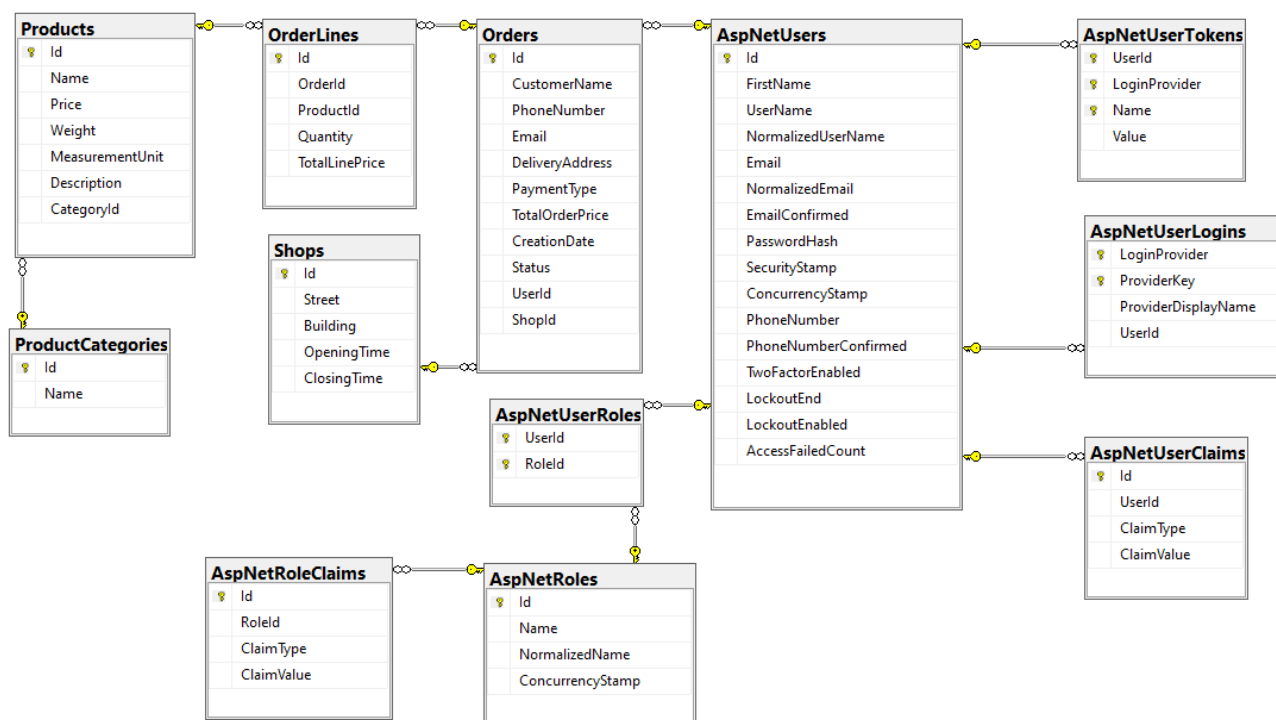 Products
Id
Name
Price
Weight
MeasurementUnit
Description
CategoryId
OrderLines
Id
OrderId
ProductId
Quantity
TotalLinePrice
Orders
Id
CustomerName
PhoneNumber
Email
DeliveryAddress
PaymentType
TotalOrderPrice
CreationDate
Status
UserId
ShopId
AspNetUsers
Id
FirstName
UserName
NormalizedUserName
Email
NormalizedEmail
EmailConfirmed
PasswordHash
SecurityStamp
ConcurrencyStamp
PhoneNumber
PhoneNumberConfirmed
TwoFactorEnabled
LockoutEnd
LockoutEnabled
AccessFailedCount
AspNetUserTokens
UserId
LoginProvider
Name
Value
Shops
Id
Street
Building
OpeningTime
ClosingTime
AspNetUserLogins
LoginProvider
ProviderKey
ProviderDisplayName
UserId
ProductCategories
Id
Name
AspNetUserRoles
UserId
RoleId
AspNetUserClaims
Id
UserId
ClaimType
ClaimValue
AspNetRoleClaims
Id
RoleId
ClaimType
ClaimValue
AspNetRoles
Id
Name
NormalizedName
ConcurrencyStamp